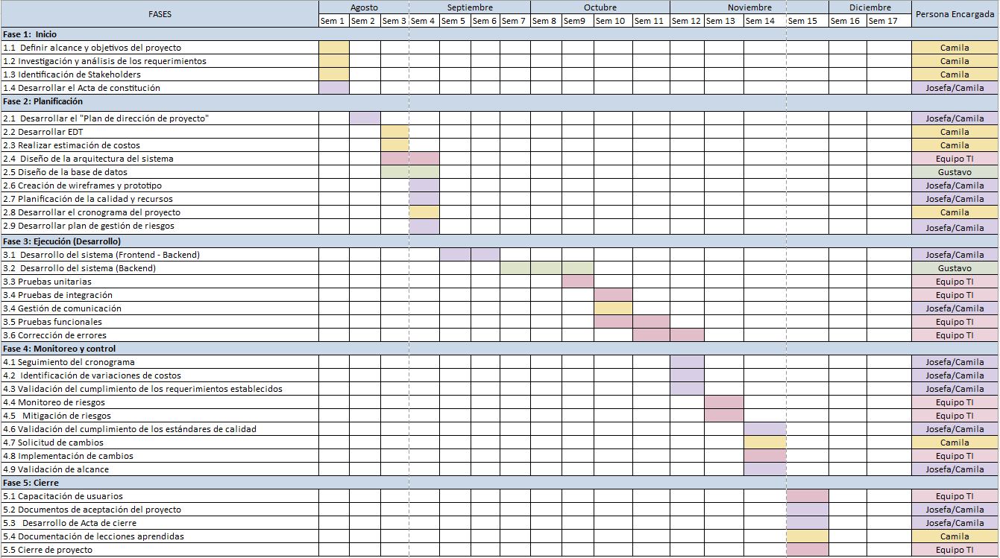 FASES Agosto Septiembre Octubre Noviembre Diciembre Persona Encargada
Sem 1 Sem 2 Sem 3 Sem 4 Sem 5 Sem 6 Sem 7 Sem 8 Sem9 Sem 10 Sem 11 Sem 12 Sem 13 Sem 14 Sem 15 Sem 16 Sem 17
Fase 1: Inicio
1.1 Definir alcance y objetivos del proyecto Camila
1.2 Investigación y análisis de los requerimientos Camila
1.3 Identificación de Stakeholders Camila
1.4 Desarrollar el Acta de constitución Josefa/Camila
Fase 2: Planificación
2.1 Desarrollar el "Plan de dirección de proyecto" Josefa/Camila
2.2 Desarrollar EDT Camila
2.3 Realizar estimación de costos Camila
2.4 Diseño de la arquitectura del sistema Equipo TI
2.5 Diseño de la base de datos Gustavo
2.6 Creación de wireframes y prototipo Josefa/Camila
2.7 Planificación de la calidad y recursos Josefa/Camila
2.8 Desarrollar el cronograma del proyecto Camila
2.9 Desarrollar plan de gestión de riesgos Josefa/Camila
Fase 3: Ejecución (Desarrollo)
3.1 Desarrollo del sistema (Frontend - Backend) Josefa/Camila
3.2 Desarrollo del sistema (Backend) Gustavo
3.3 Pruebas unitarias Equipo TI
3.4 Pruebas de integración Equipo TI
3.4 Gestión de comunicación Josefa/Camila
3.5 Pruebas funcionales Equipo TI
3.6 Corrección de errores Equipo TI
Fase 4: Monitoreo y control
4.1 Seguimiento del cronograma Josefa/Camila
4.2 Identificación de variaciones de costos Josefa/Camila
4.3 Validación del cumplimiento de los requerimientos establecidos Josefa/Camila
4.4 Monitoreo de riesgos Equipo TI
4.5 Mitigación de riesgos Equipo TI
4.6 Validación del cumplimiento de los estándares de calidad Josefa/Camila
4.7 Solicitud de cambios Camila
4.8 Implementación de cambios Equipo TI
4.9 Validación de alcance Josefa/Camila
Fase 5: Cierre
5.1 Capacitación de usuarios Equipo TI
5.2 Documentos de aceptación del proyecto Josefa/Camila
5.3 Desarrollo de Acta de cierre Josefa/Camila
5.4 Documentación de lecciones aprendidas Camila
5.5 Cierre de proyecto Equipo TI